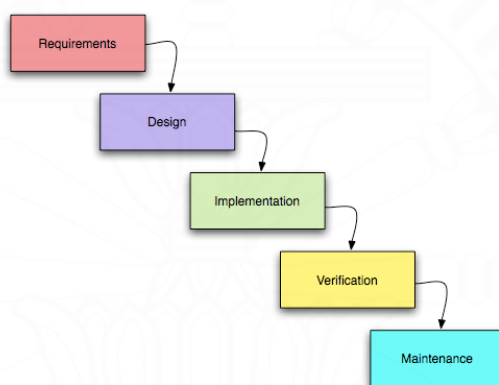 Requirements
Design
Implementation
Verification
Maintenance